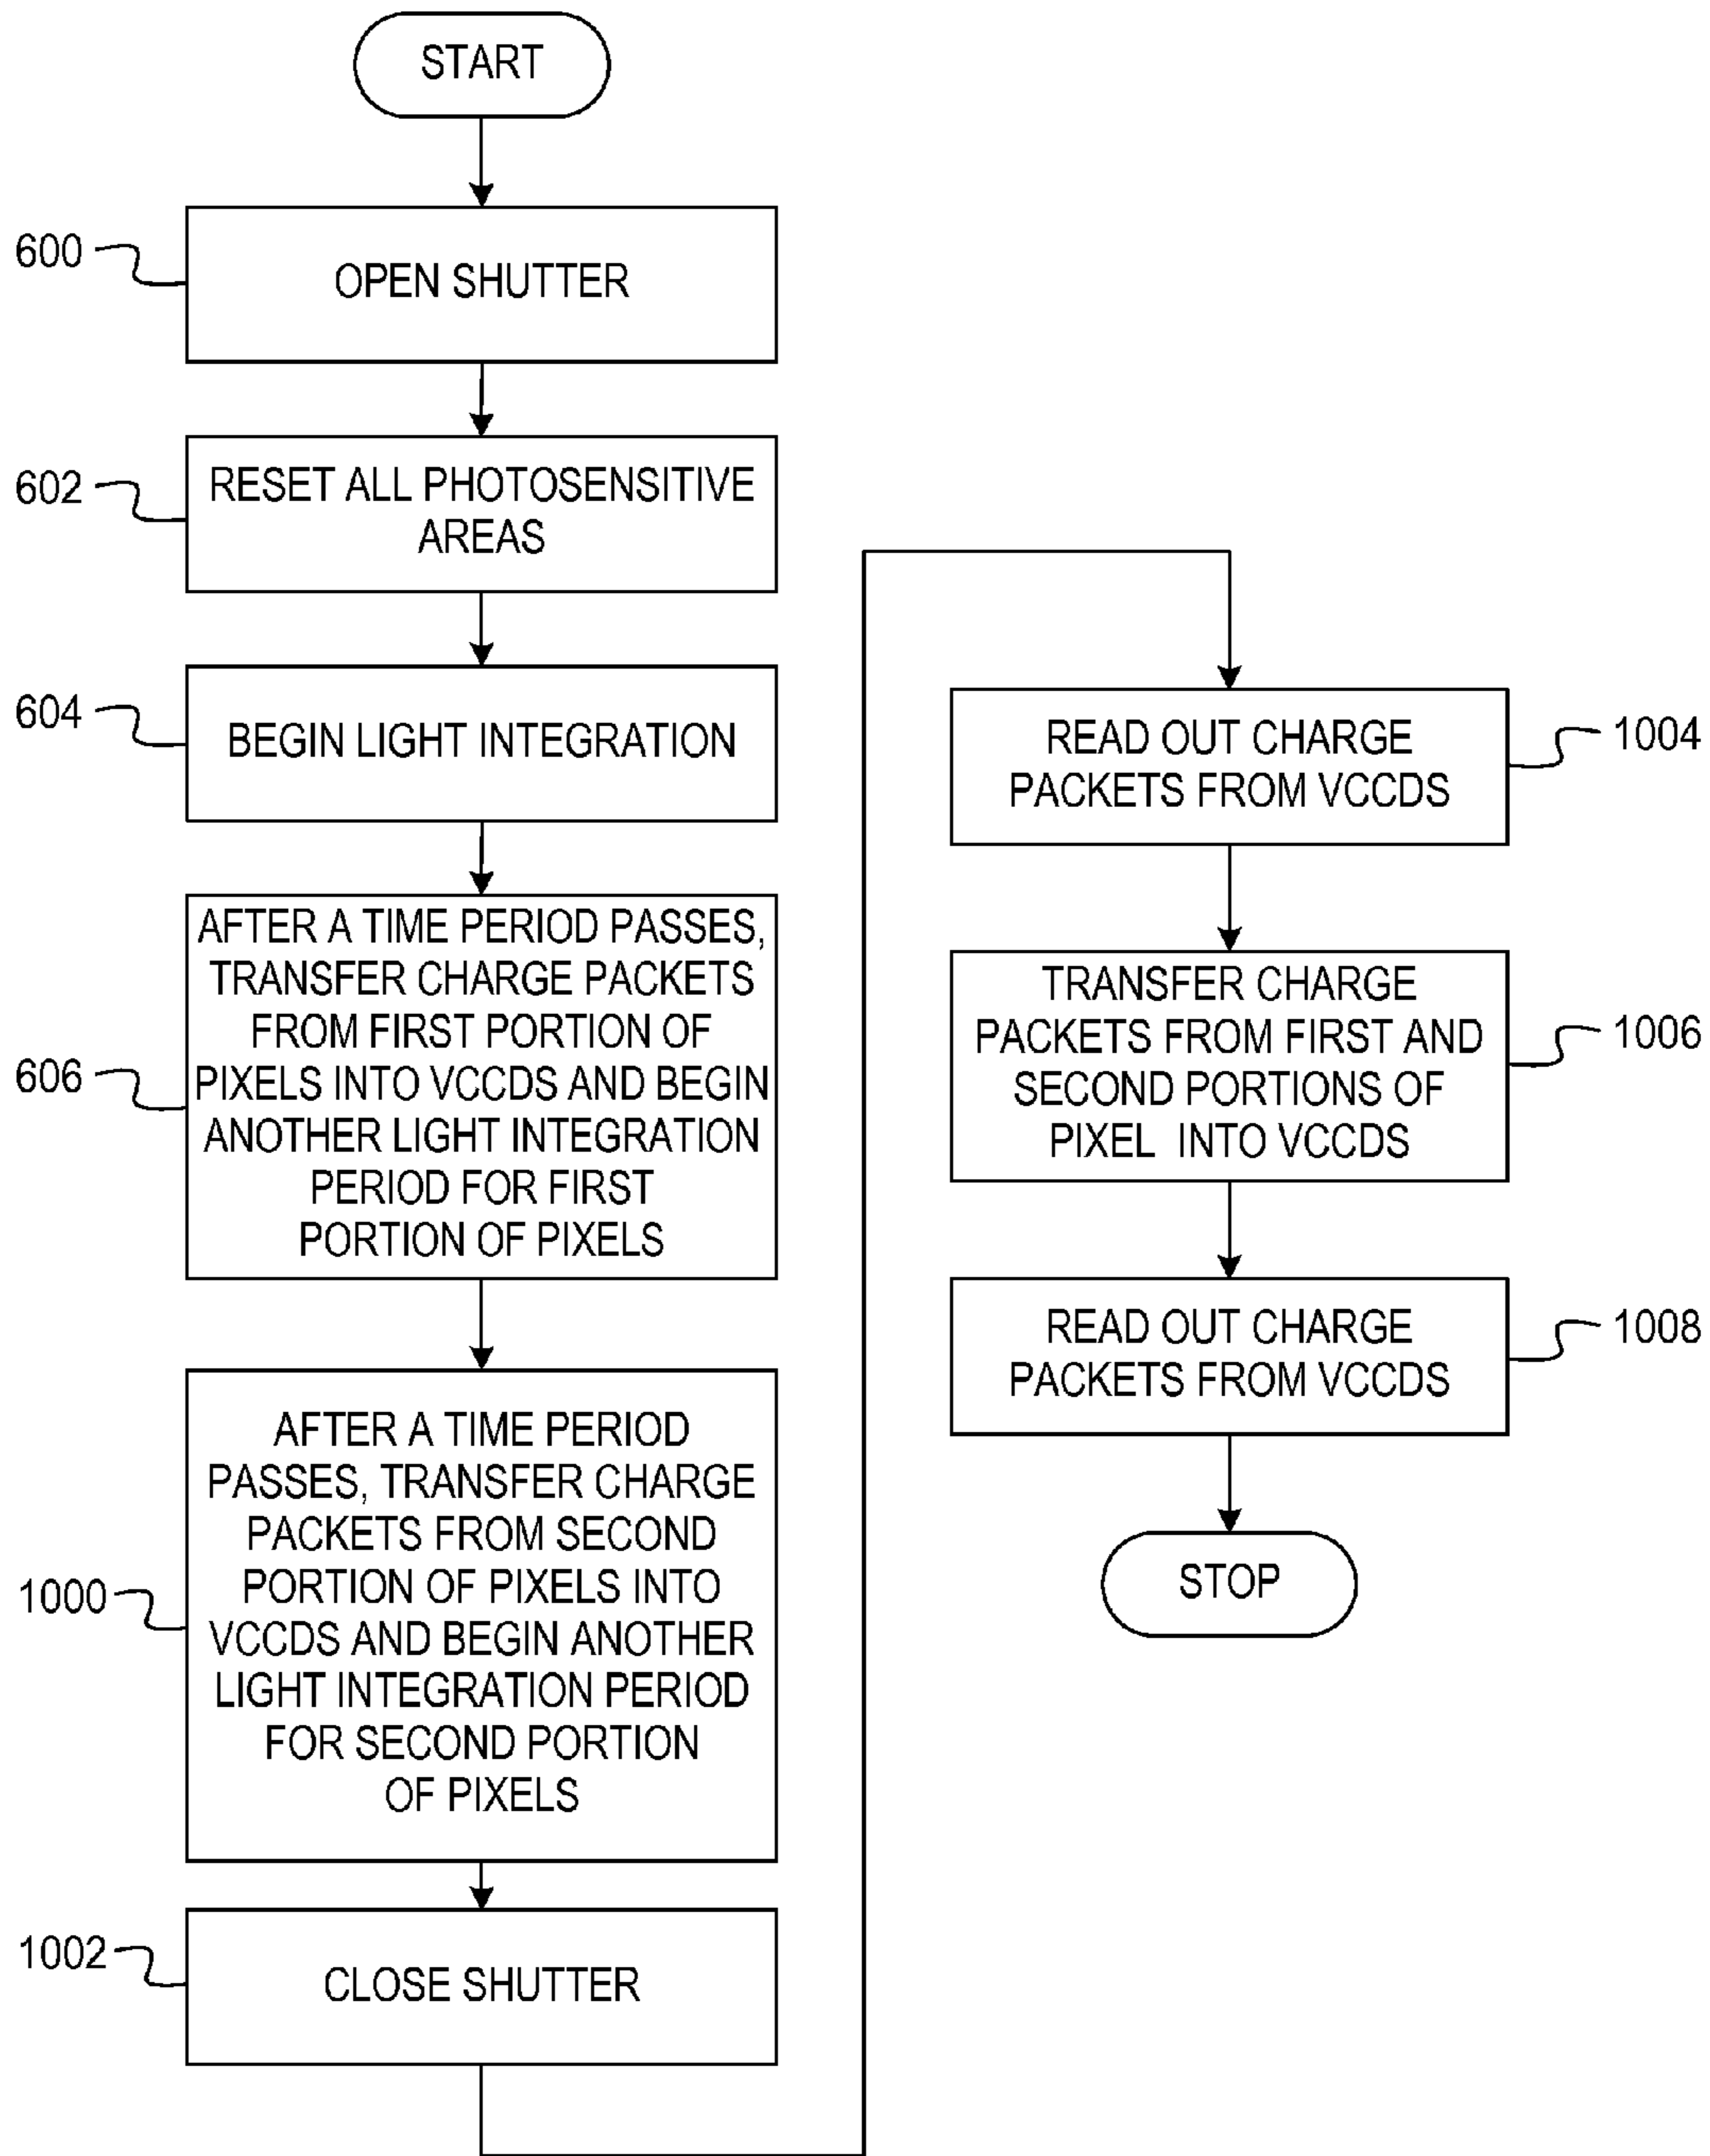 START
600
OPEN SHUTTER
602
RESET ALL PHOTOSENSITIVE
AREAS
604
BEGIN LIGHT INTEGRATION
606
AFTER A TIME PERIOD PASSES,
TRANSFER CHARGE PACKETS
FROM FIRST PORTION OF
PIXELS INTO VCCDS AND BEGIN
ANOTHER LIGHT INTEGRATION
PERIOD FOR FIRST
PORTION OF PIXELS
1000
AFTER A TIME PERIOD
PASSES, TRANSFER CHARGE
PACKETS FROM SECOND
PORTION OF PIXELS INTO
VCCDS AND BEGIN ANOTHER
LIGHT INTEGRATION PERIOD
FOR SECOND PORTION
OF PIXELS
1002
CLOSE SHUTTER
READ OUT CHARGE
PACKETS FROM VCCDS
1004
TRANSFER CHARGE
PACKETS FROM FIRST AND
SECOND PORTIONS OF
PIXEL INTO VCCDS
1006
READ OUT CHARGE
PACKETS FROM VCCDS
1008
STOP